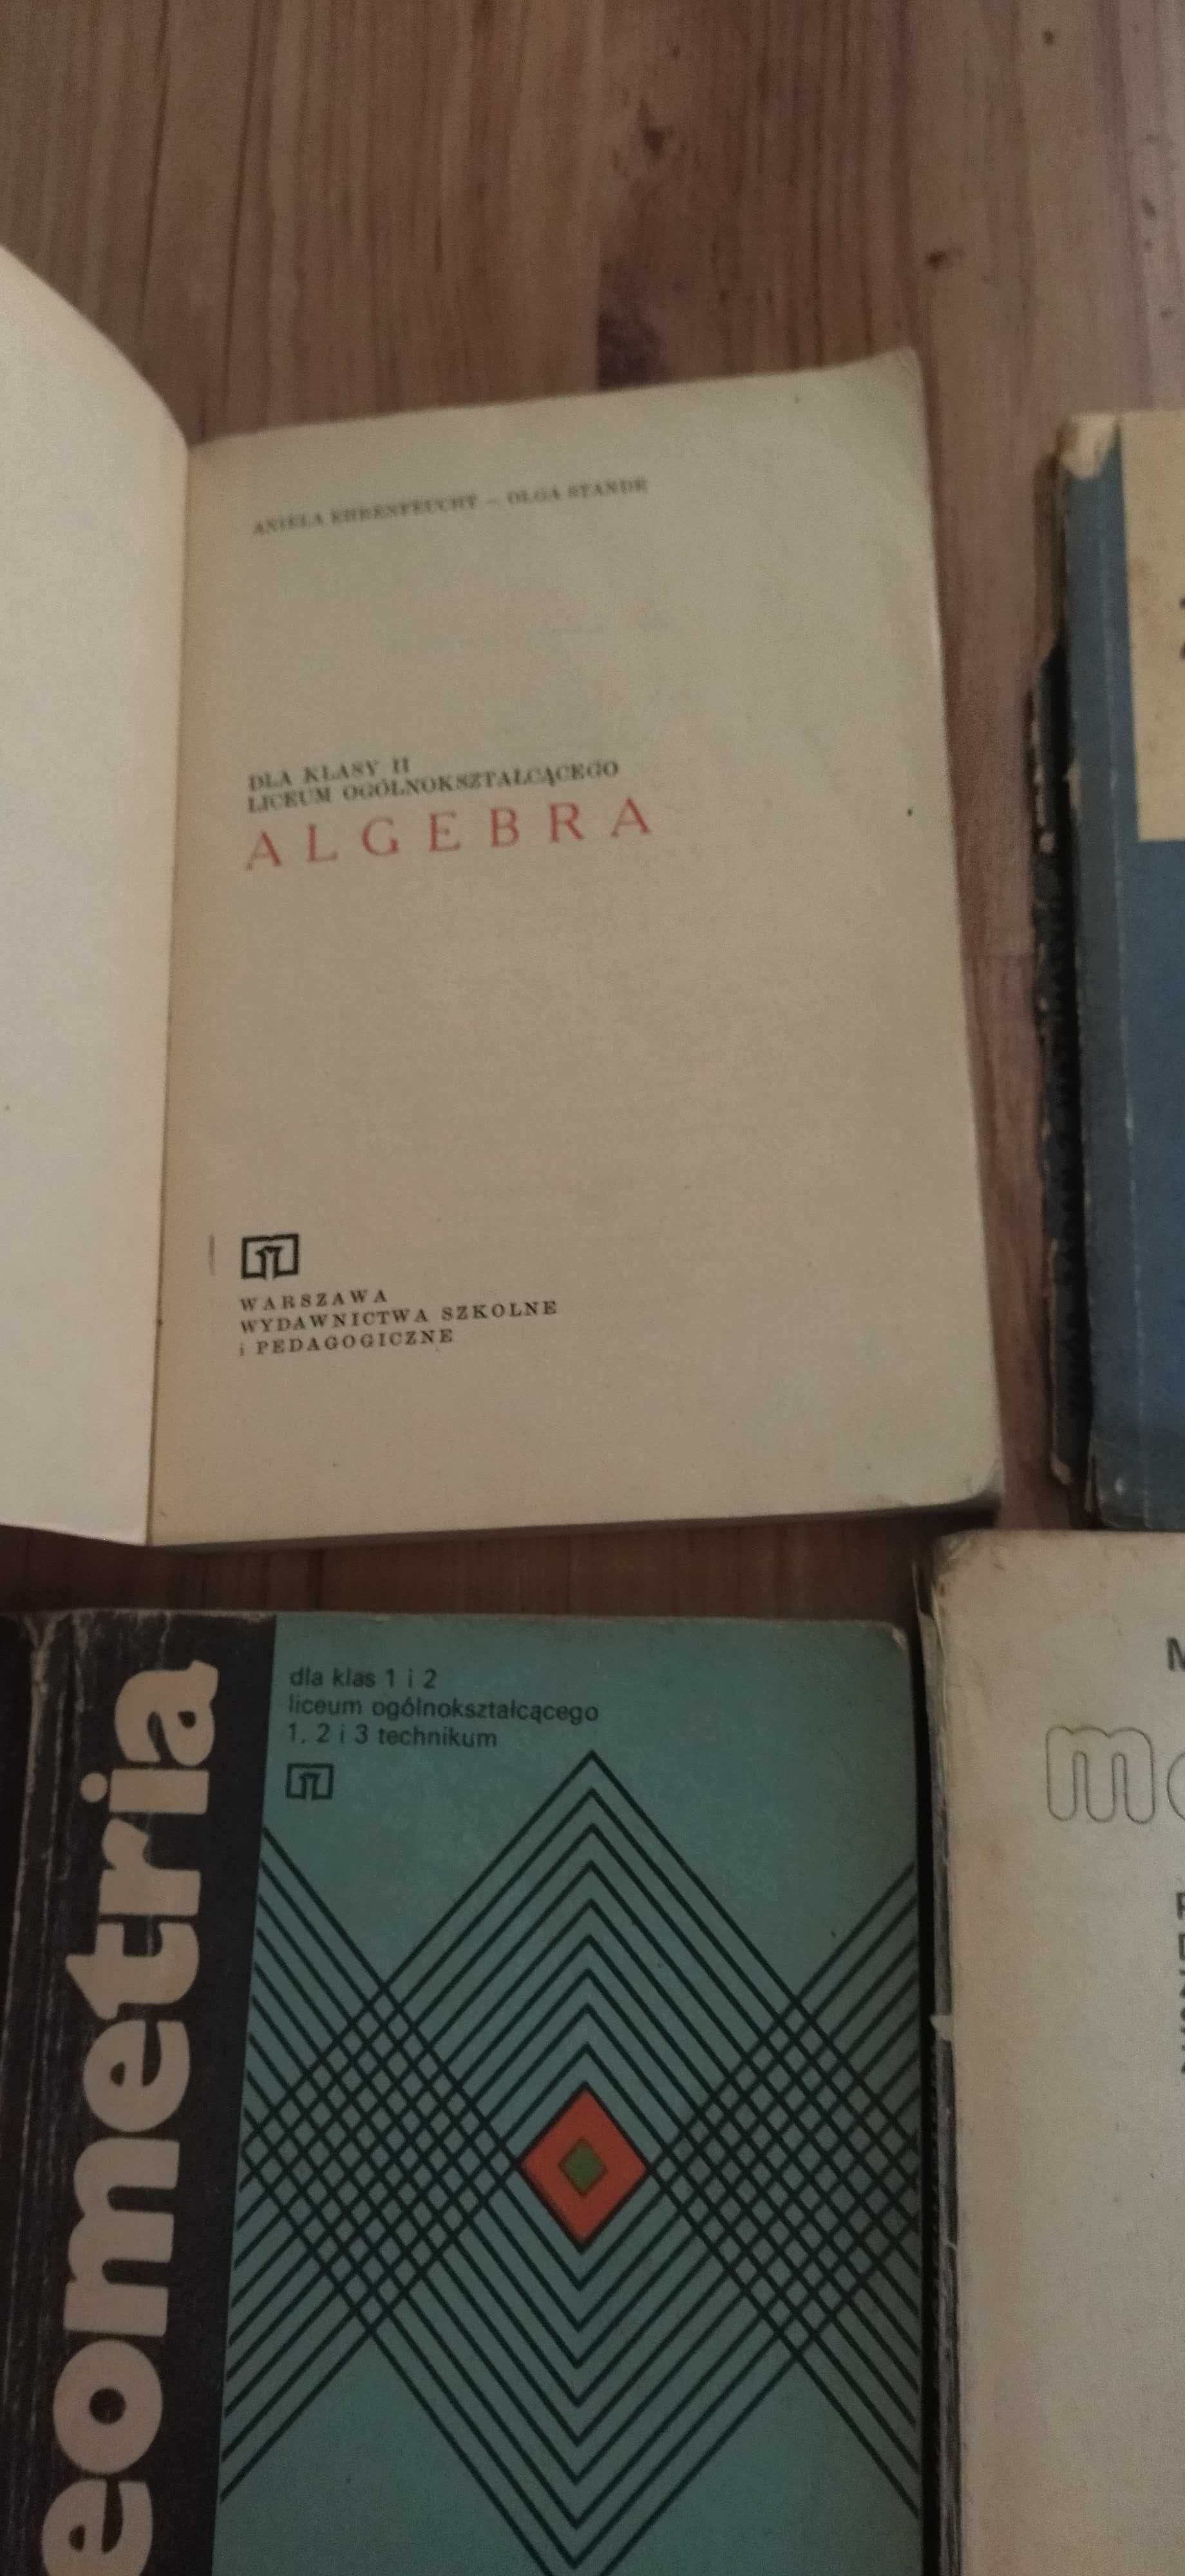 ANIELA EHRENFEUCHT – OLGA STANDE
DLA KLASY II
LICEUM OGÓLNOKSZTAŁCĄCEGO
ALGEBRA
WARSZAWA
WYDAWNICTWA SZKOLNE
i PEDAGOGICZNE
eometria
dla klas 1 i 2
liceum ogólnokształcącego
1, 2 i 3 technikum